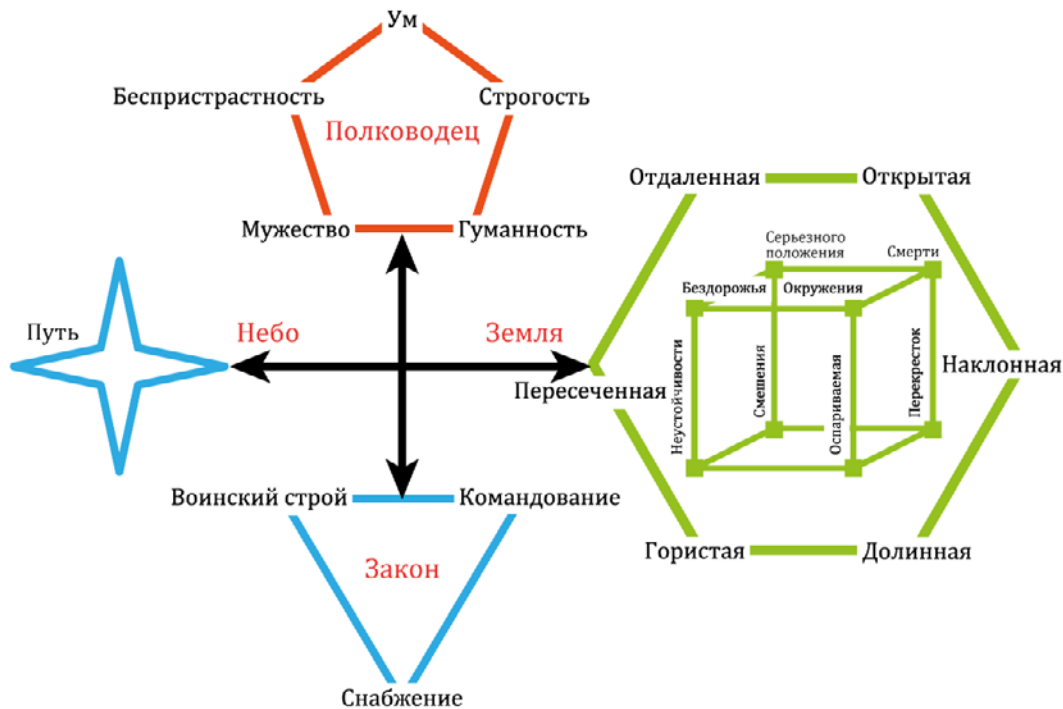 Ум
Беспристрастность
Строгость
Полководец
Мужество
Гуманность
Отдаленная
Открытая
Серьезного
положения
Смерти
Бездорожья
Окружения
Путь
Небо
Земля
Пересеченная
Наклонная
Неустойчивости
Смешения
Оспариваемая
Перекресток
Воинский строй
Командование
Закон
Гористая
Долинная
Снабжение